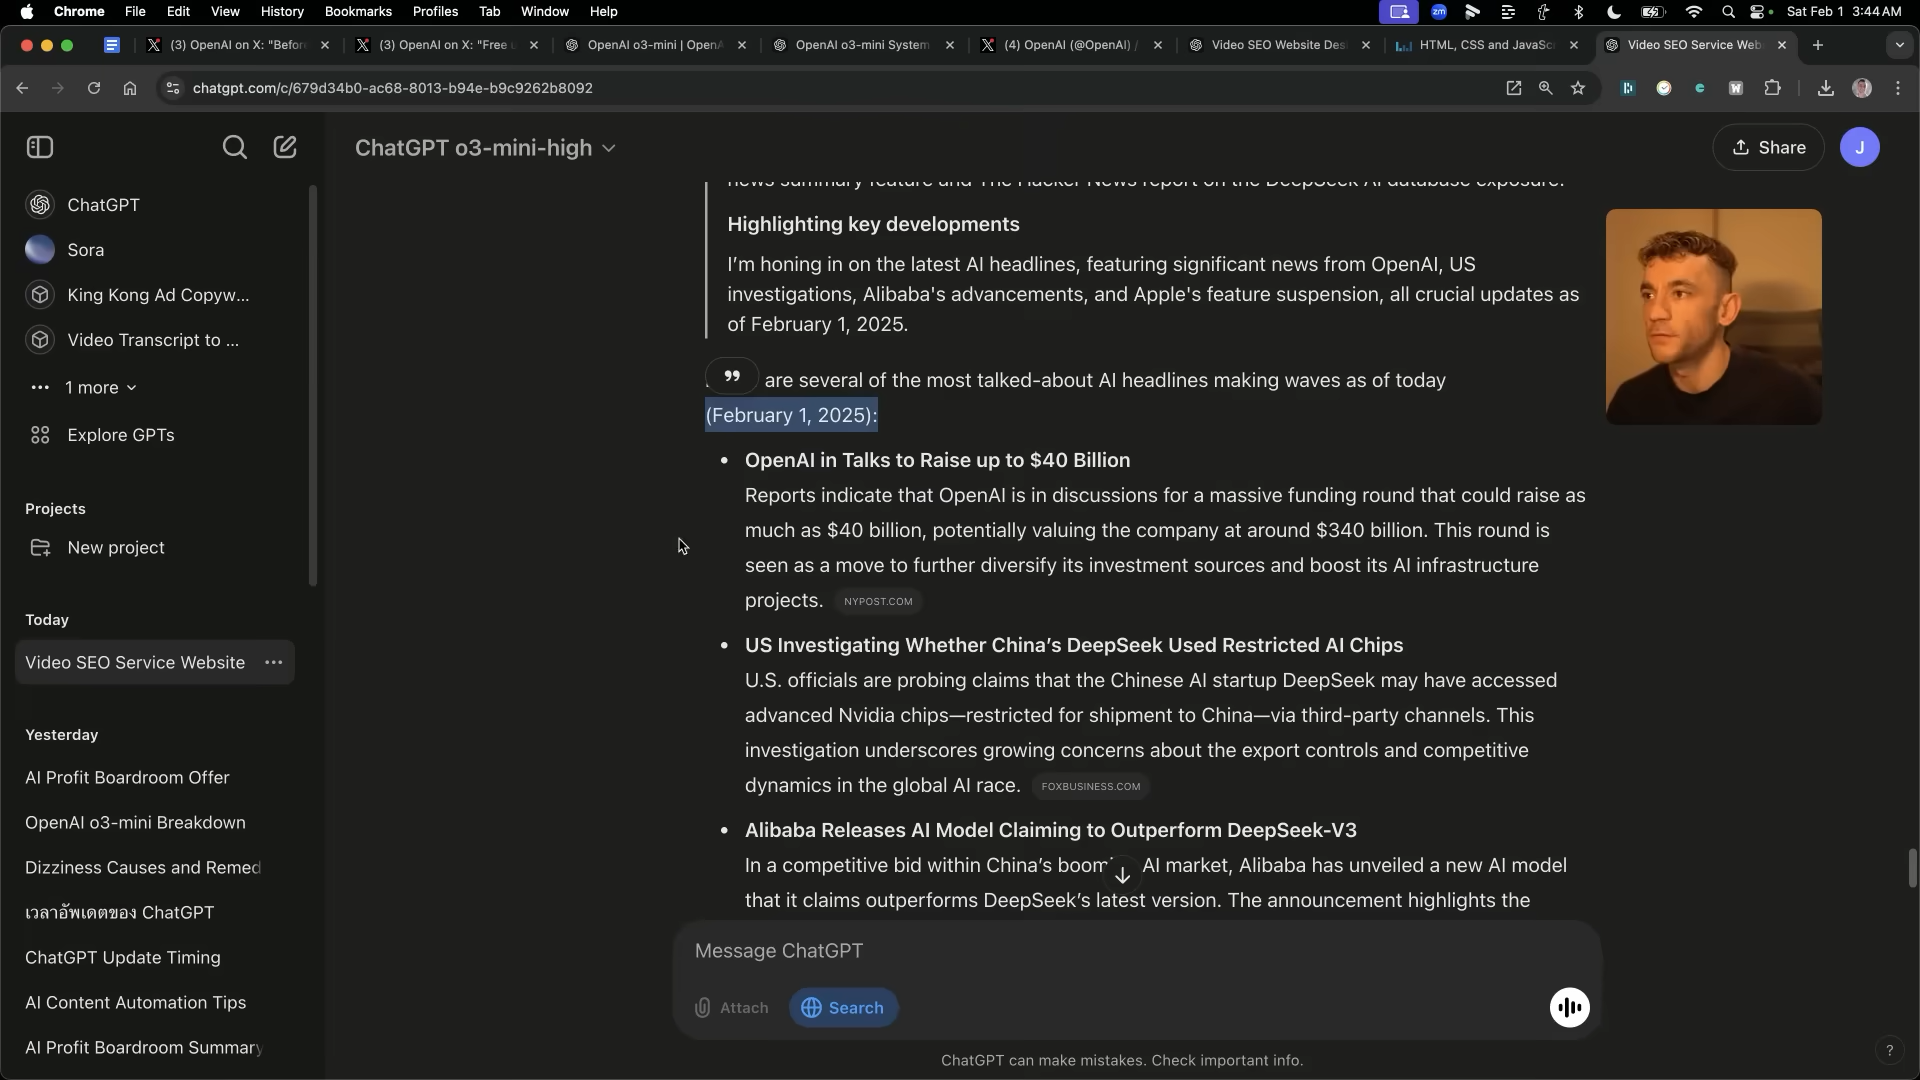 Chrome File Edit View History Bookmarks Profiles Tab Window Help
zm
Sat Feb 1 3:44 AM
(3) OpenAI on X: "Before
(3) OpenAI on X: "Free u
OpenAI o3-mini | OpenA
OpenAI o3-mini System
(4) OpenAI (@OpenAI) /
Video SEO Website Des
HTML, CSS and JavaSc
Video SEO Service Web
chatgpt.com/c/679d34b0-ac68-8013-b94e-b9c9262b8092
ChatGPT o3-mini-high
Share
J
ChatGPT
Sora
King Kong Ad Copyw...
Video Transcript to ...
1 more
Explore GPTs
Projects
New project
Today
Video SEO Service Website
Yesterday
AI Profit Boardroom Offer
OpenAI o3-mini Breakdown
Dizziness Causes and Remed
เวลาอัพเดตของ ChatGPT
ChatGPT Update Timing
AI Content Automation Tips
AI Profit Boardroom Summary
news summary feature and The Hacker News report on the DeepSeek AI database exposure.
Highlighting key developments
I'm honing in on the latest AI headlines, featuring significant news from OpenAI, US
investigations, Alibaba's advancements, and Apple's feature suspension, all crucial updates as
of February 1, 2025.
are several of the most talked-about AI headlines making waves as of today
(February 1, 2025):
• OpenAI in Talks to Raise up to $40 Billion
Reports indicate that OpenAI is in discussions for a massive funding round that could raise as
much as $40 billion, potentially valuing the company at around $340 billion. This round is
seen as a move to further diversify its investment sources and boost its AI infrastructure
projects. NYPOST.COM
• US Investigating Whether China's DeepSeek Used Restricted AI Chips
U.S. officials are probing claims that the Chinese AI startup DeepSeek may have accessed
advanced Nvidia chips—restricted for shipment to China—via third-party channels. This
investigation underscores growing concerns about the export controls and competitive
dynamics in the global AI race. FOXBUSINESS.COM
• Alibaba Releases AI Model Claiming to Outperform DeepSeek-V3
In a competitive bid within China's AI market, Alibaba has unveiled a new AI model
that it claims outperforms DeepSeek's latest version. The announcement highlights the
Message ChatGPT
Attach
Search
ChatGPT can make mistakes. Check important info.
?